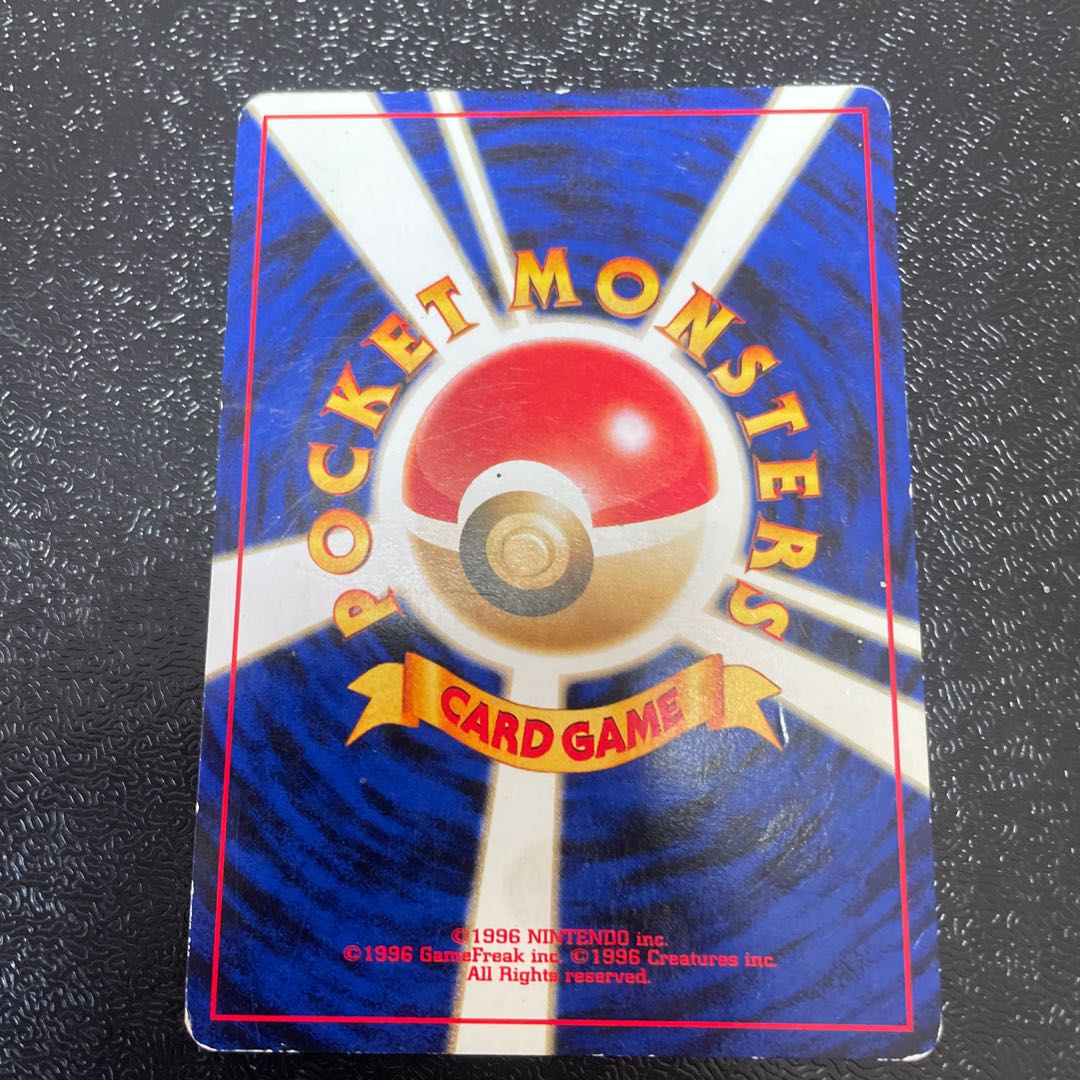 POCKET MONSTERS
CARD GAME
©1996 NINTENDO inc.
©1996 GameFreak inc. ©1996 Creatures inc.
All Rights reserved.